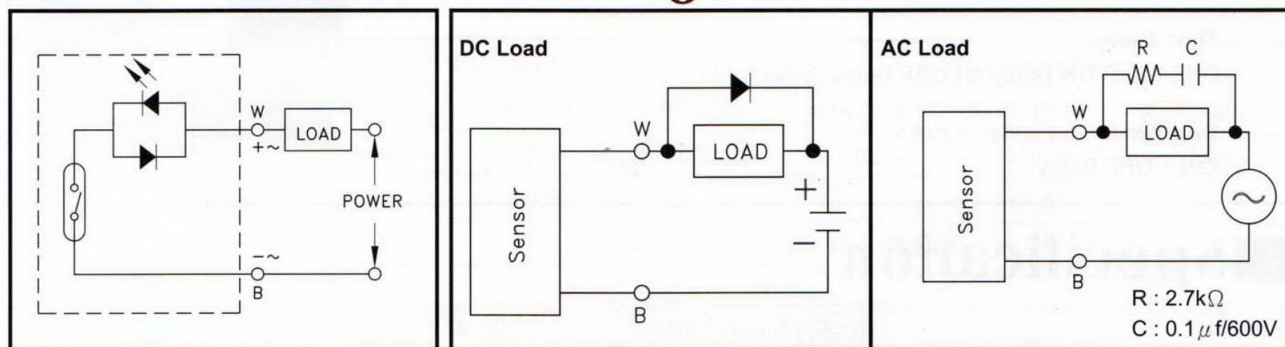 W
+~
LOAD
POWER
-~
B
DC Load
Sensor
W
LOAD
+
−
B
AC Load
R C
Sensor
W
LOAD
~
B
R : 2.7kΩ
C : 0.1μf/600V